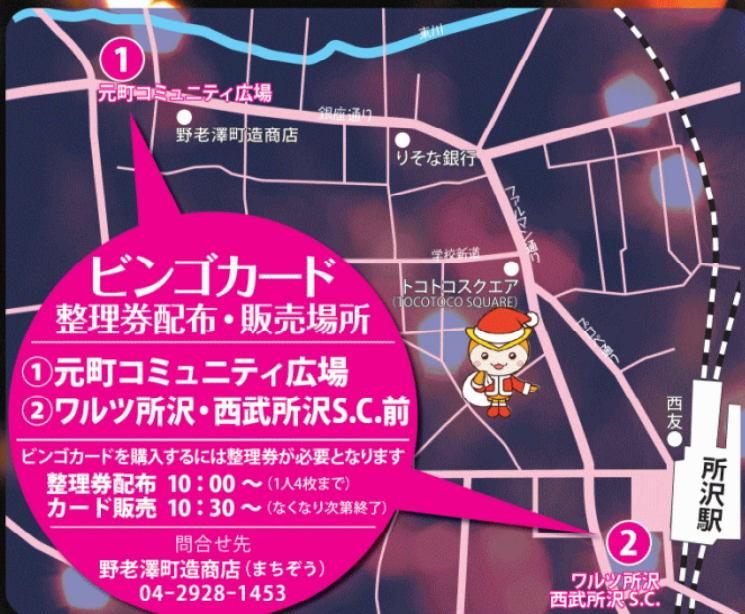 東川
1
元町コミュニティ広場
銀座通り
野老澤町造商店
りそな銀行
ファルマン通り
学校新道
トコトコスクエア
(TOCOTOCO SQUARE)
プロペ通り
西友
所沢駅
2
ワルツ所沢
西武所沢S.C.
ビンゴカード
整理券配布・販売場所
①元町コミュニティ広場
②ワルツ所沢・西武所沢S.C.前
ビンゴカードを購入するには整理券が必要となります
整理券配布 10:00 ~(1人4枚まで)
カード販売 10:30 ~(なくなり次第終了)
問合せ先
野老澤町造商店(まちぞう)
04-2928-1453